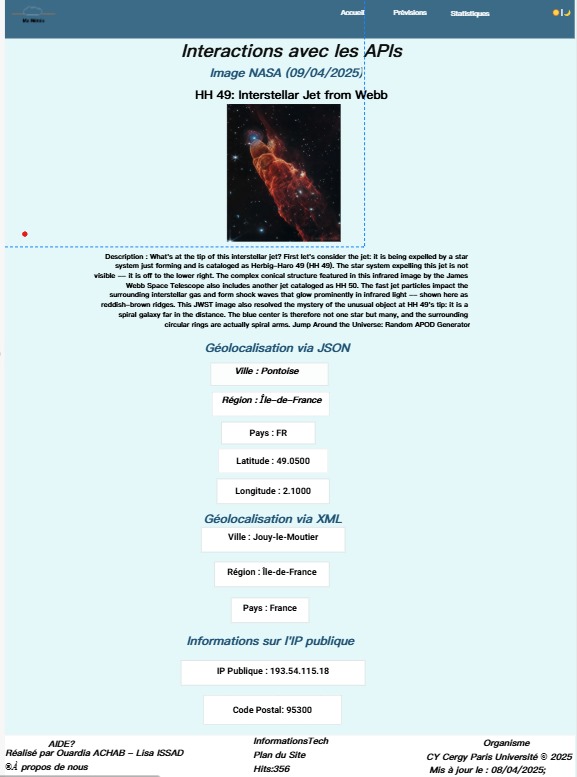 Ma Météo
Accueil Prévisions Statistiques
Interactions avec les APIs
Image NASA (09/04/2025)
HH 49: Interstellar Jet from Webb
Description : What's at the tip of this interstellar jet? First let's consider the jet: it is being expelled by a star
system just forming and is cataloged as Herbig–Haro 49 (HH 49). The star system expelling this jet is not
visible –– it is off to the lower right. The complex conical structure featured in this infrared image by the James
Webb Space Telescope also includes another jet cataloged as HH 50. The fast jet particles impact the
surrounding interstellar gas and form shock waves that glow prominently in infrared light –– shown here as
reddish–brown ridges. This JWST image also resolved the mystery of the unusual object at HH 49's tip: it is a
spiral galaxy far in the distance. The blue center is therefore not one star but many, and the surrounding
circular rings are actually spiral arms. Jump Around the Universe: Random APOD Generator
Géolocalisation via JSON
Ville : Pontoise
Région : Île–de–France
Pays : FR
Latitude : 49.0500
Longitude : 2.1000
Géolocalisation via XML
Ville : Jouy-le-Moutier
Région : Île-de-France
Pays : France
Informations sur l'IP publique
IP Publique : 193.54.115.18
Code Postal: 95300
AIDE?
Réalisé par Ouardia ACHAB – Lisa ISSAD
À propos de nous
InformationsTech
Plan du Site
Hits:356
Organisme
CY Cergy Paris Université © 2025
Mis à jour le : 08/04/2025;